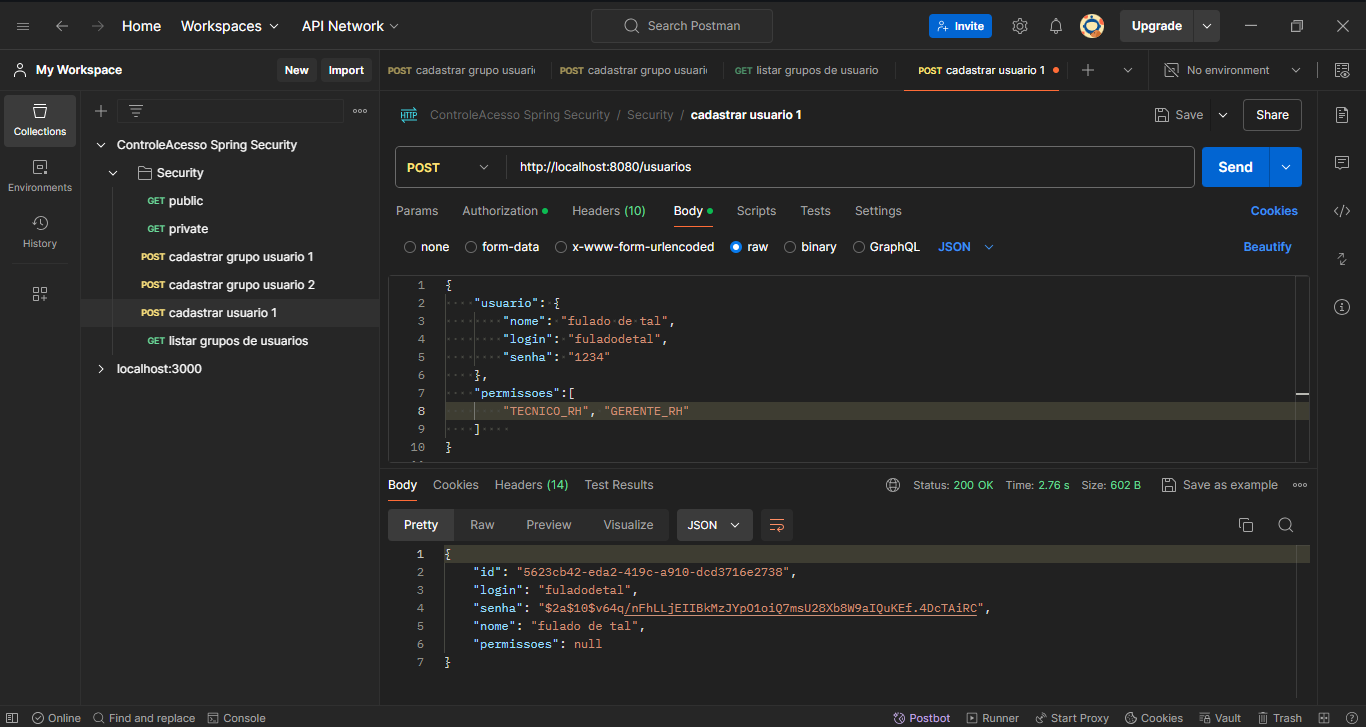 Home Workspaces API Network Search Postman Invite Upgrade
My Workspace New Import POST cadastrar grupo usuari POST cadastrar grupo usuari GET listar grupos de usuario POST cadastrar usuario 1 No environment
Collections
Environments
History
ControleAcesso Spring Security
Security
GET public
GET private
POST cadastrar grupo usuario 1
POST cadastrar grupo usuario 2
POST cadastrar usuario 1
GET listar grupos de usuarios
localhost:3000
HTTP ControleAcesso Spring Security / Security / cadastrar usuario 1 Save Share
POST http://localhost:8080/usuarios Send
Params Authorization Headers (10) Body Scripts Tests Settings Cookies
none form-data x-www-form-urlencoded raw binary GraphQL JSON Beautify
1 {
2 "usuario": {
3 "nome": "fulado de tal",
4 "login": "fuladodetal",
5 "senha": "1234"
6 },
7 "permissoes":[
8 "TECNICO_RH", "GERENTE_RH"
9 ]
10 }
Body Cookies Headers (14) Test Results Status: 200 OK Time: 2.76 s Size: 602 B Save as example
Pretty Raw Preview Visualize JSON
1 {
2 "id": "5623cb42-eda2-419c-a910-dcd3716e2738",
3 "login": "fuladodetal",
4 "senha": "$2a$10$v64q/nFhLLjEIIBkMzJYpO1oiQ7msU28Xb8W9aIQuKEf.4DcTAiRC",
5 "nome": "fulado de tal",
6 "permissoes": null
7 }
Online Find and replace Console Postbot Runner Start Proxy Cookies Vault Trash